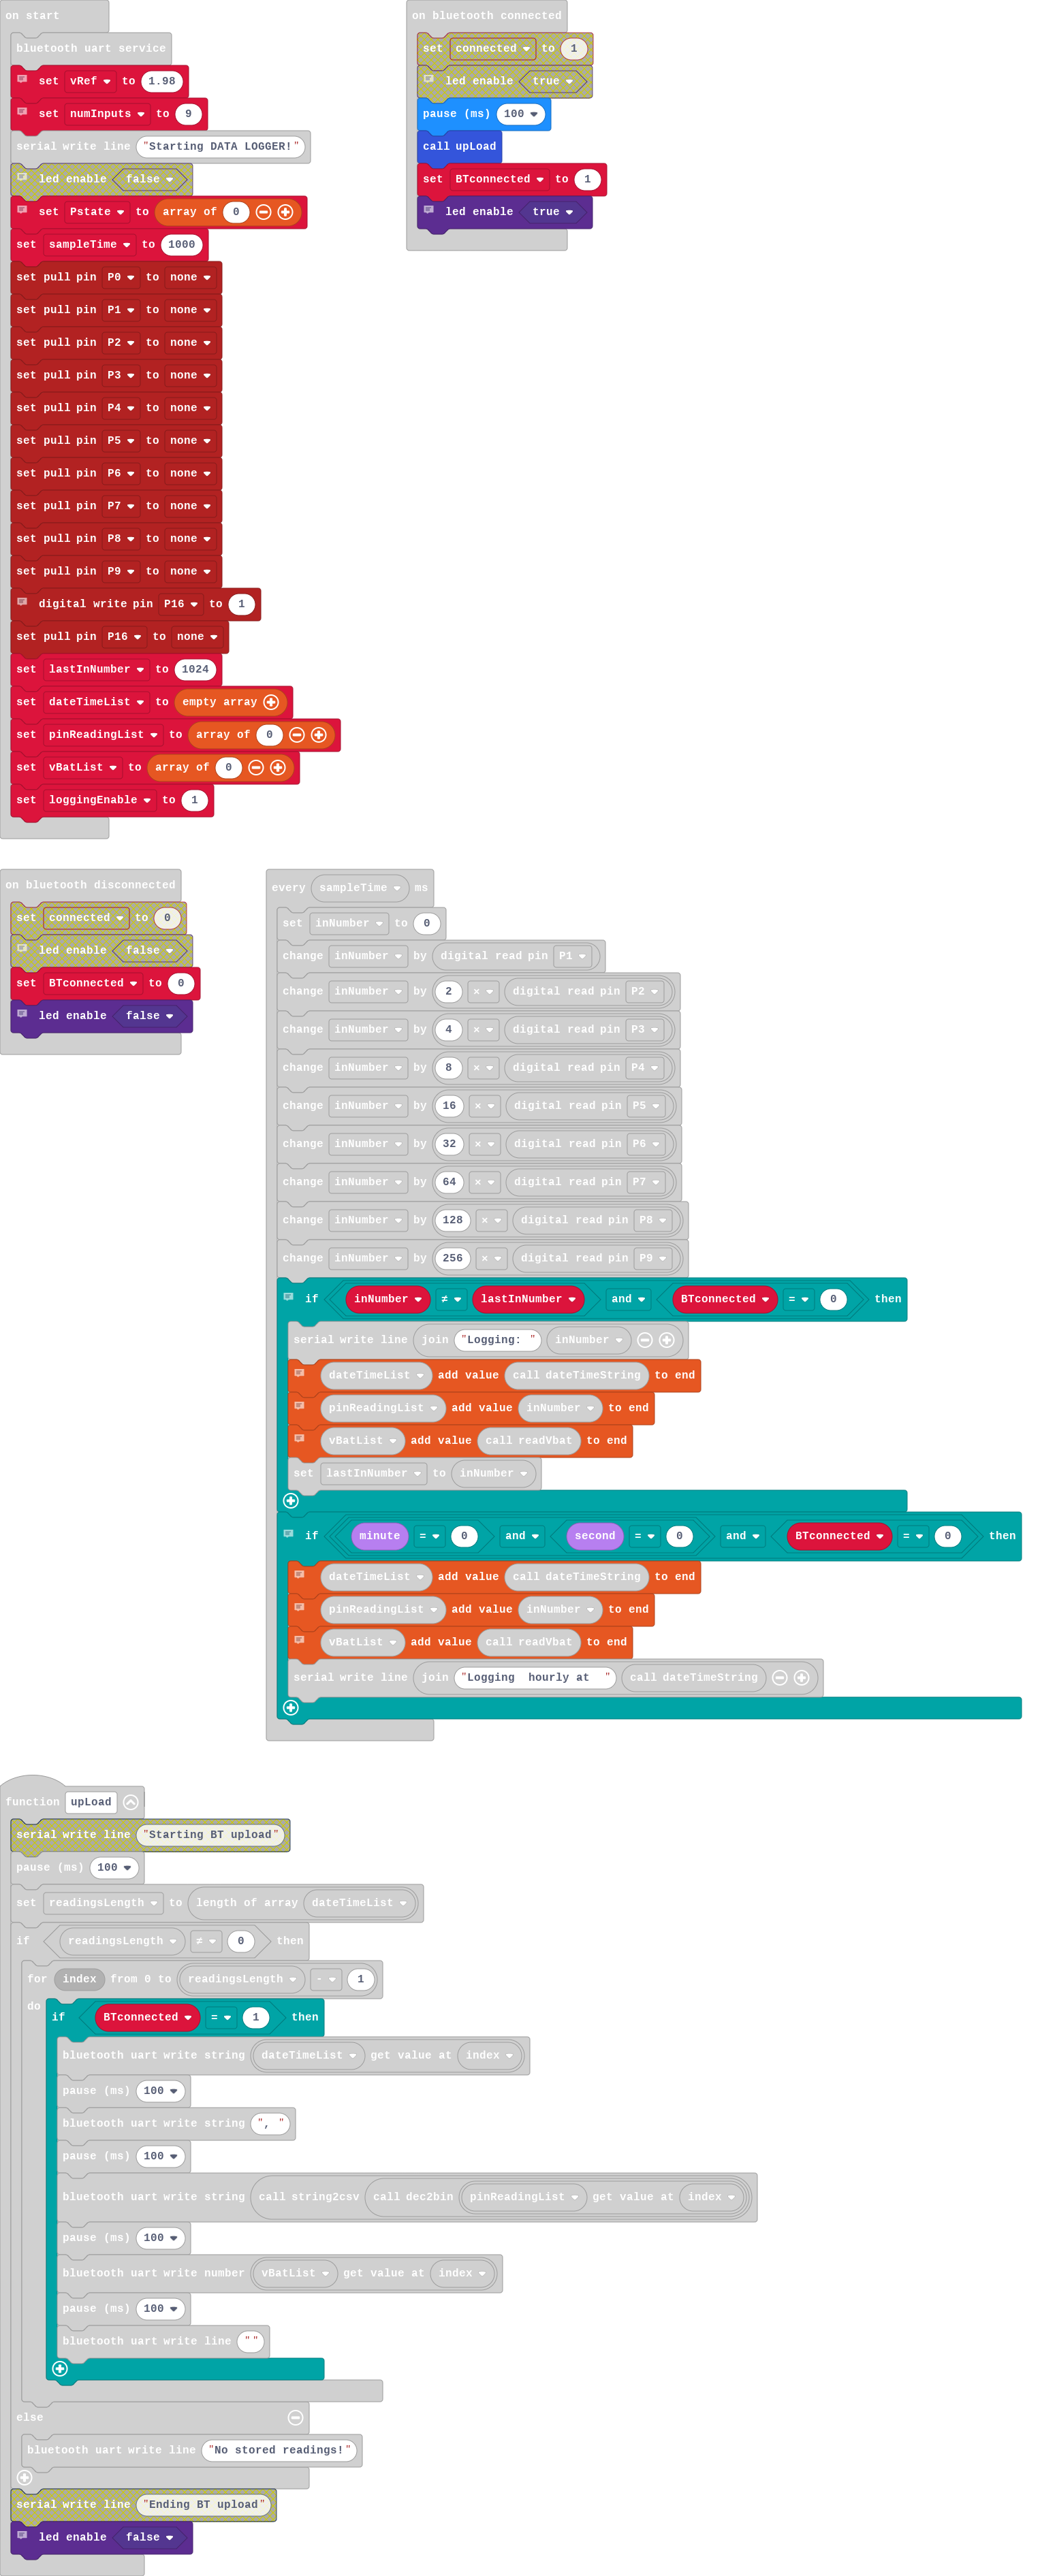 on start
bluetooth uart service
set vRef to 1.98
set numInputs to 9
serial write line "Starting DATA LOGGER!"
led enable false
set Pstate to array of 0
set sampleTime to 1000
set pull pin P0 to none
set pull pin P1 to none
set pull pin P2 to none
set pull pin P3 to none
set pull pin P4 to none
set pull pin P5 to none
set pull pin P6 to none
set pull pin P7 to none
set pull pin P8 to none
set pull pin P9 to none
digital write pin P16 to 1
set pull pin P16 to none
set lastInNumber to 1024
set dateTimeList to empty array
set pinReadingList to array of 0
set vBatList to array of 0
set loggingEnable to 1
on bluetooth connected
set connected to 1
led enable true
pause (ms) 100
call upLoad
set BTconnected to 1
led enable true
on bluetooth disconnected
set connected to 0
led enable false
set BTconnected to 0
led enable false
every sampleTime ms
set inNumber to 0
change inNumber by digital read pin P1
change inNumber by 2 × digital read pin P2
change inNumber by 4 × digital read pin P3
change inNumber by 8 × digital read pin P4
change inNumber by 16 × digital read pin P5
change inNumber by 32 × digital read pin P6
change inNumber by 64 × digital read pin P7
change inNumber by 128 × digital read pin P8
change inNumber by 256 × digital read pin P9
if inNumber ≠ lastInNumber and BTconnected = 0 then
serial write line join "Logging: " inNumber
dateTimeList add value call dateTimeString to end
pinReadingList add value inNumber to end
vBatList add value call readVbat to end
set lastInNumber to inNumber
if minute = 0 and second = 0 and BTconnected = 0 then
dateTimeList add value call dateTimeString to end
pinReadingList add value inNumber to end
vBatList add value call readVbat to end
serial write line join "Logging  hourly at  " call dateTimeString
function upLoad
serial write line "Starting BT upload"
pause (ms) 100
set readingsLength to length of array dateTimeList
if readingsLength ≠ 0 then
for index from 0 to readingsLength - 1
do if BTconnected = 1 then
bluetooth uart write string dateTimeList get value at index
pause (ms) 100
bluetooth uart write string ", "
pause (ms) 100
bluetooth uart write string call string2csv call dec2bin pinReadingList get value at index
pause (ms) 100
bluetooth uart write number vBatList get value at index
pause (ms) 100
bluetooth uart write line ""
else
bluetooth uart write line "No stored readings!"
serial write line "Ending BT upload"
led enable false